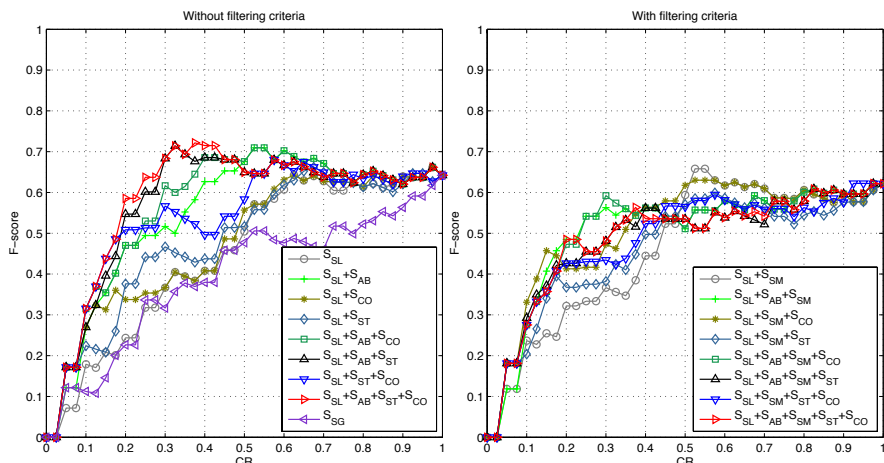 Without filtering criteria
1
0.9
0.8
0.7
0.6
0.5
0.4
0.3
0.2
0.1
0
F-score
0 0.1 0.2 0.3 0.4 0.5 0.6 0.7 0.8 0.9 1
CR
S_SL
S_SL+S_AB
S_SL+S_CO
S_SL+S_ST
S_SL+S_AB+S_CO
S_SL+S_AB+S_ST
S_SL+S_ST+S_CO
S_SL+S_AB+S_ST+S_CO
S_SG
With filtering criteria
1
0.9
0.8
0.7
0.6
0.5
0.4
0.3
0.2
0.1
0
F-score
0 0.1 0.2 0.3 0.4 0.5 0.6 0.7 0.8 0.9 1
CR
S_SL+S_SM
S_SL+S_AB+S_SM
S_SL+S_SM+S_CO
S_SL+S_SM+S_ST
S_SL+S_AB+S_SM+S_CO
S_SL+S_AB+S_SM+S_ST
S_SL+S_SM+S_ST+S_CO
S_SL+S_AB+S_SM+S_ST+S_CO